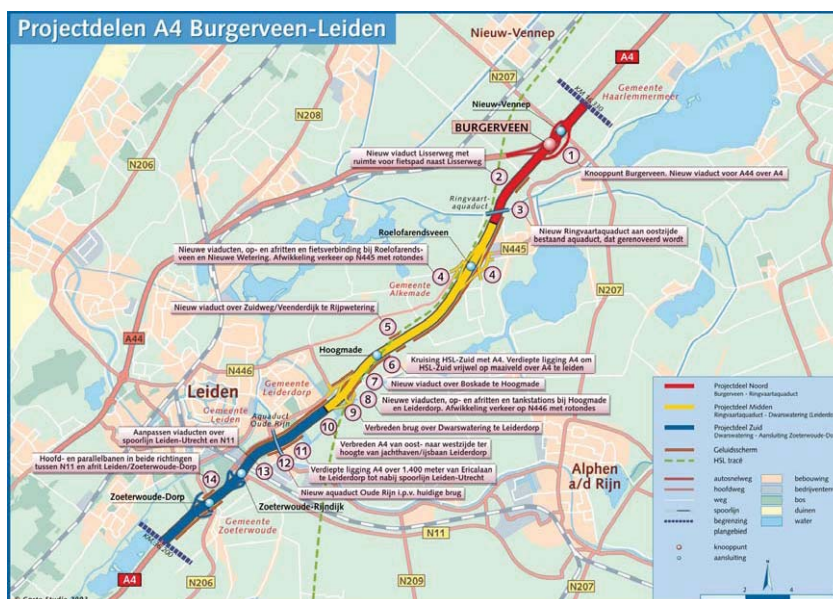 Projectdelen A4 Burgerveen-Leiden
Nieuw-Vennep
A4
N207
Gemeente
Haarlemmermeer
Nieuw-Vennep
BURGERVEEN
N208
N206
Nieuw viaduct Lisserweg met
ruimte voor fietspad naast Lisserweg
1
2
Knooppunt Burgerveen. Nieuw viaduct voor A44 over A4
Ringvaart-
aquaduct
3
Roelofarendsveen
Nieuw Ringvaartaquaduct aan oostzijde
bestaand aquaduct, dat gerenoveerd wordt
Nieuwe viaducten, op- en afritten en fietsverbinding bij Roelofarends-
veen en Nieuwe Wetering. Afwikkeling verkeer op N445 met rotondes
N445
4
4
Gemeente
Alkemade
N207
Nieuw viaduct over Zuidweg/Veenderdijk te Rijpwetering
5
A44
Hoogmade
6
Kruising HSL-Zuid met A4. Verdiepte ligging A4 om
HSL-Zuid vrijwel op maaiveld over A4 te leiden
N446
Gemeente
Leiderdorp
7
Nieuw viaduct over Boskade te Hoogmade
Leiden
8
Nieuwe viaducten, op- en afritten en tankstations bij Hoogmade
en Leiderdorp. Afwikkeling verkeer op N446 met rotondes
9
Gemeente
Leiden
Aquaduct
Oude Rijn
10
Verbreden brug over Dwarswatering te Leiderdorp
Aanpassen viaducten over
spoorlijn Leiden-Utrecht en N11
11
Verbreden A4 van oost- naar westzijde ter
hoogte van jachthaven/ijsbaan Leiderdorp
Hoofd- en parallelbanen in beide richtingen
tussen N11 en afrit Leiden/Zoeterwoude-Dorp
12
13
14
Verdiepte ligging A4 over 1.400 meter van Ericalaan
te Leiderdorp tot nabij spoorlijn Leiden-Utrecht
Nieuw aquaduct Oude Rijn i.p.v. huidige brug
Alphen
a/d Rijn
Zoeterwoude-Dorp
Zoeterwoude-Rijndijk
Gemeente
Zoeterwoude
N11
A4
N206
N209
N207
Projectdeel Noord
Burgerveen - Ringvaartaquaduct
Projectdeel Midden
Projectdeel Zuid
Geluidsscherm
HSL tracé
autosnelweg
hoofdweg
weg
spoorlijn
begrenzing
plangebied
bebouwing
bos
duinen
water
knooppunt
aansluiting
2
4